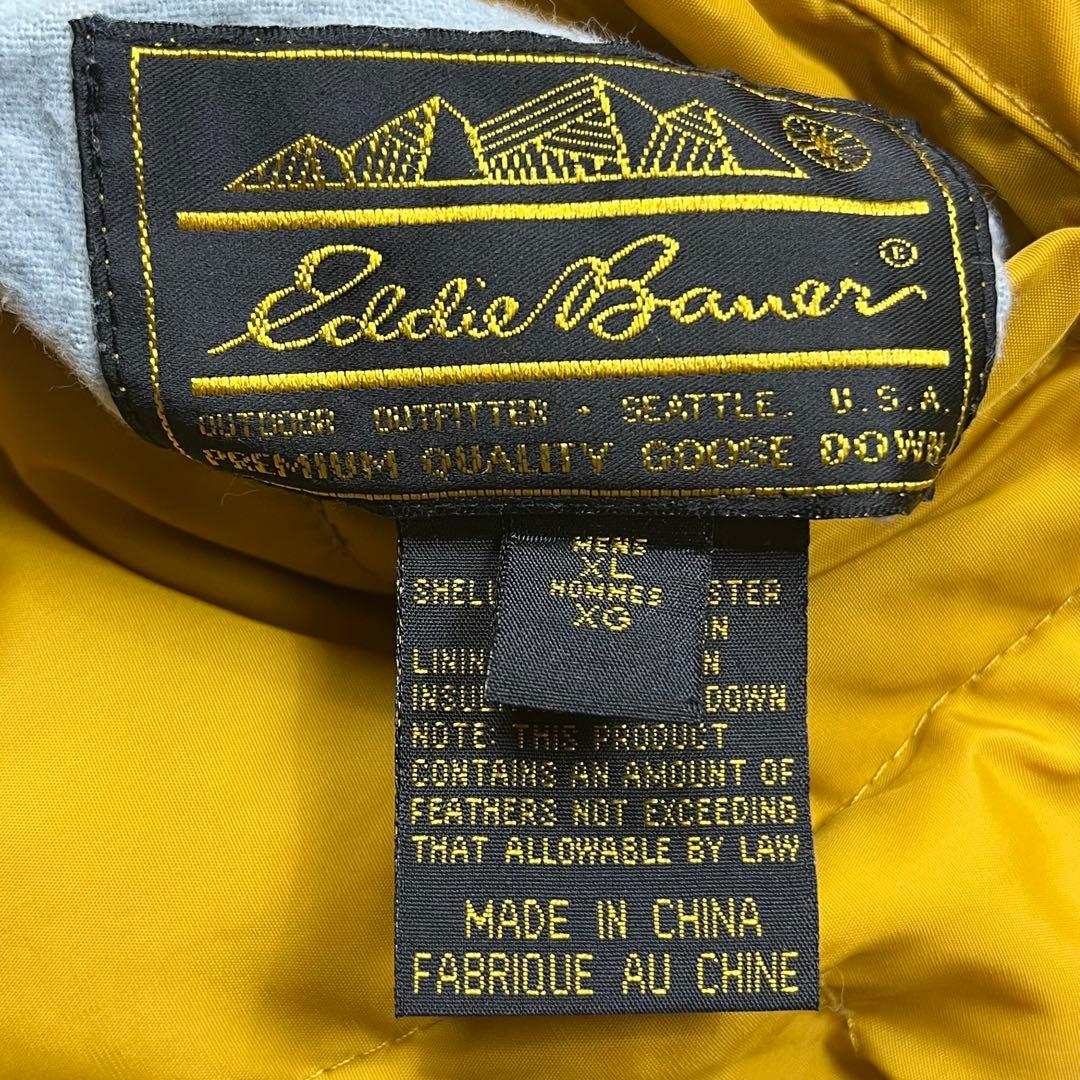 Eddie Bauer®
OUTDOOR OUTFITTER · SEATTLE. U.S.A.
PREMIUM QUALITY GOOSE DOWN
MENS
XL
HOMMES
XG
NOTE: THIS PRODUCT
CONTAINS AN AMOUNT OF
FEATHERS NOT EXCEEDING
THAT ALLOWABLE BY LAW
MADE IN CHINA
FABRIQUE AU CHINE
DOWN